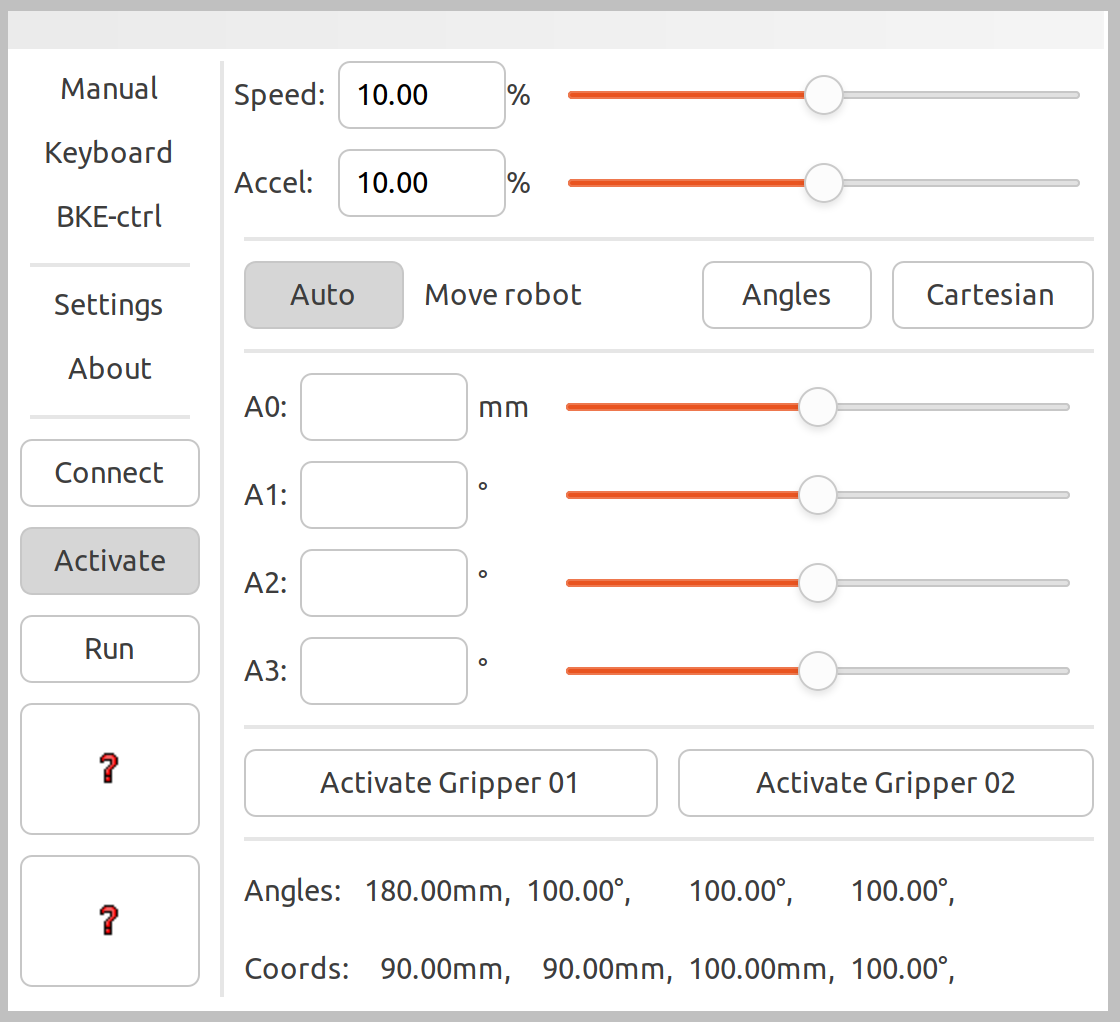 Manual
Keyboard
BKE-ctrl
Settings
About
Connect
Activate
Run
?
?
Speed: 10.00 %
Accel: 10.00 %
Auto Move robot Angles Cartesian
A0: mm
A1: °
A2: °
A3: °
Activate Gripper 01 Activate Gripper 02
Angles: 180.00mm, 100.00°, 100.00°, 100.00°,
Coords: 90.00mm, 90.00mm, 100.00mm, 100.00°,